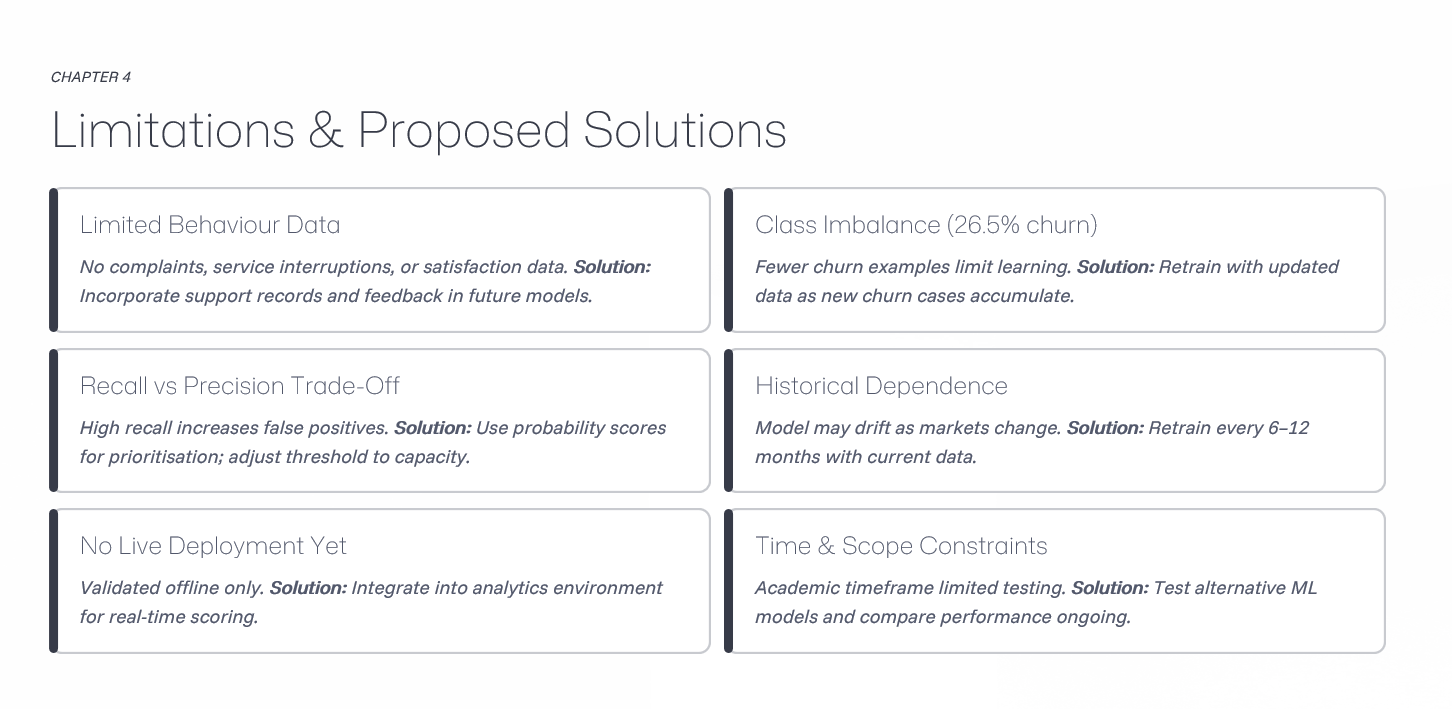 CHAPTER 4
Limitations & Proposed Solutions
Limited Behaviour Data
No complaints, service interruptions, or satisfaction data. Solution:
Incorporate support records and feedback in future models.
Class Imbalance (26.5% churn)
Fewer churn examples limit learning. Solution: Retrain with updated
data as new churn cases accumulate.
Recall vs Precision Trade-Off
High recall increases false positives. Solution: Use probability scores
for prioritisation; adjust threshold to capacity.
Historical Dependence
Model may drift as markets change. Solution: Retrain every 6–12
months with current data.
No Live Deployment Yet
Validated offline only. Solution: Integrate into analytics environment
for real-time scoring.
Time & Scope Constraints
Academic timeframe limited testing. Solution: Test alternative ML
models and compare performance ongoing.